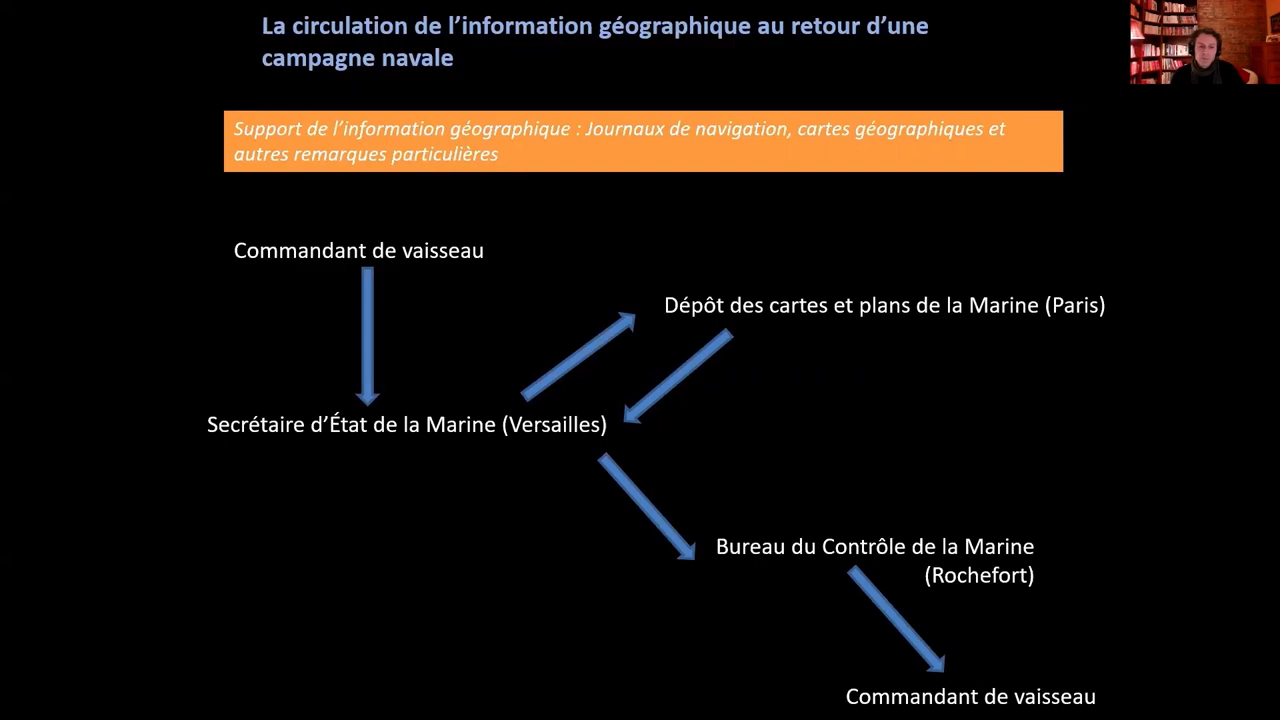 La circulation de l’information géographique au retour d’une
campagne navale
Support de l’information géographique : Journaux de navigation, cartes géographiques et
autres remarques particulières
Commandant de vaisseau
Dépôt des cartes et plans de la Marine (Paris)
Secrétaire d’État de la Marine (Versailles)
Bureau du Contrôle de la Marine
(Rochefort)
Commandant de vaisseau